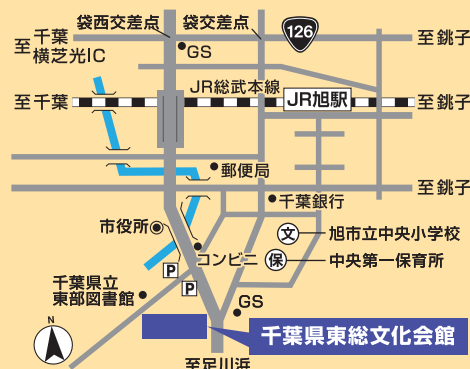 袋西交差点
袋交差点
126
至千葉
横芝光IC
GS
至銚子
JR総武本線
至千葉
JR旭駅
至銚子
郵便局
至銚子
千葉銀行
市役所
文
旭市立中央小学校
コンビニ
保
中央第一保育所
P
千葉県立
東部図書館
P
GS
N
千葉県東総文化会館
至足川浜